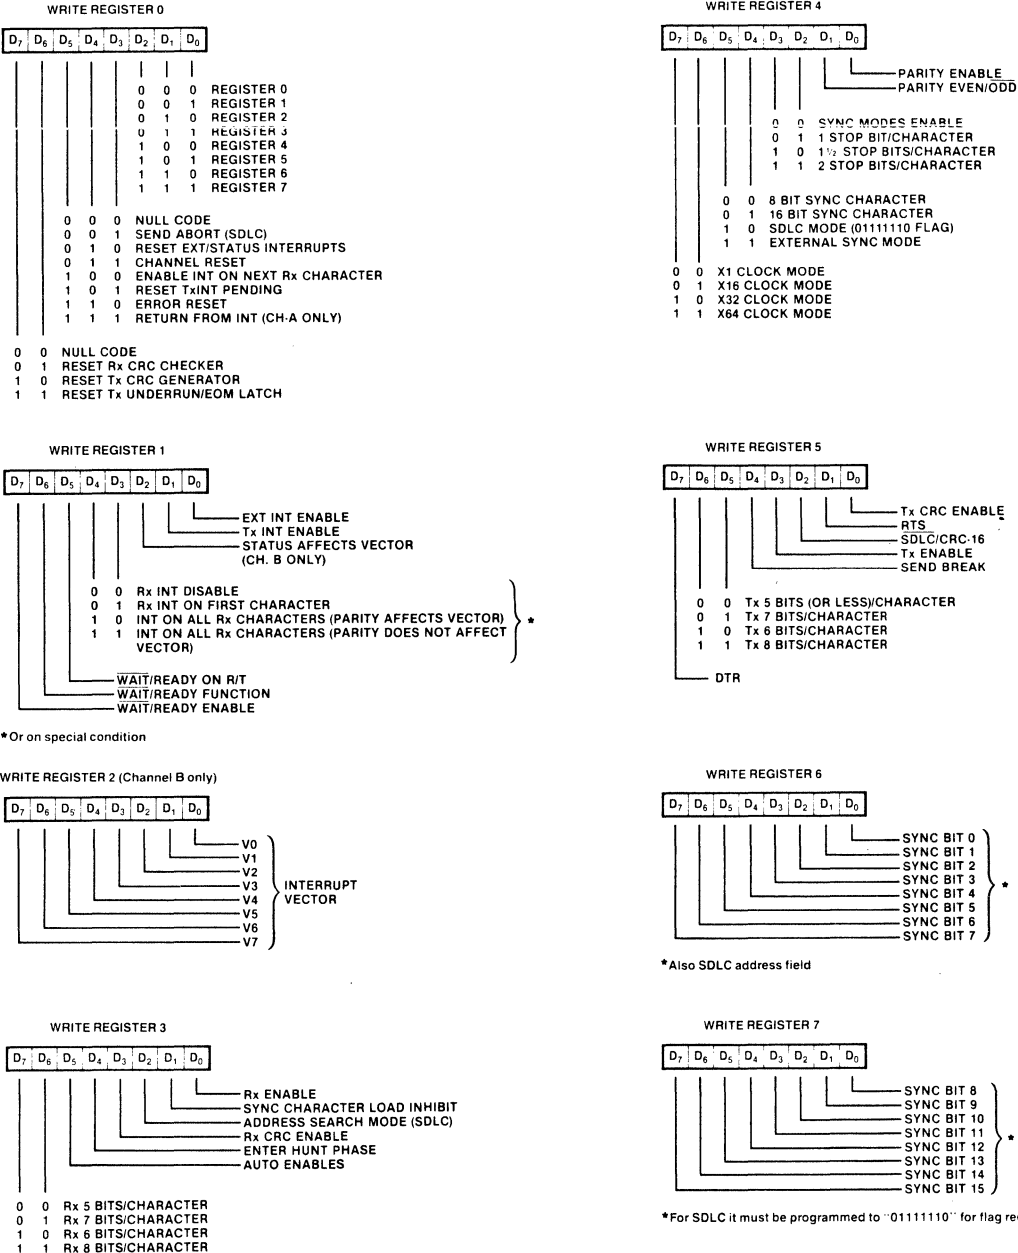 WRITE REGISTER 0
D7 D6 D5 D4 D3 D2 D1 D0
0 0 0 REGISTER 0
0 0 1 REGISTER 1
0 1 0 REGISTER 2
0 1 1 REGISTER 3
1 0 0 REGISTER 4
1 0 1 REGISTER 5
1 1 0 REGISTER 6
1 1 1 REGISTER 7
0 0 0 NULL CODE
0 0 1 SEND ABORT (SDLC)
0 1 0 RESET EXT/STATUS INTERRUPTS
0 1 1 CHANNEL RESET
1 0 0 ENABLE INT ON NEXT Rx CHARACTER
1 0 1 RESET TxINT PENDING
1 1 0 ERROR RESET
1 1 1 RETURN FROM INT (CH-A ONLY)
0 0 NULL CODE
0 1 RESET Rx CRC CHECKER
1 0 RESET Tx CRC GENERATOR
1 1 RESET Tx UNDERRUN/EOM LATCH
WRITE REGISTER 1
D7 D6 D5 D4 D3 D2 D1 D0
EXT INT ENABLE
Tx INT ENABLE
STATUS AFFECTS VECTOR
(CH. B ONLY)
0 0 Rx INT DISABLE
0 1 Rx INT ON FIRST CHARACTER
1 0 INT ON ALL Rx CHARACTERS (PARITY AFFECTS VECTOR)
1 1 INT ON ALL Rx CHARACTERS (PARITY DOES NOT AFFECT
VECTOR)
*
WAIT/READY ON R/T
WAIT/READY FUNCTION
WAIT/READY ENABLE
*Or on special condition
WRITE REGISTER 2 (Channel B only)
D7 D6 D5 D4 D3 D2 D1 D0
V0
V1
V2
V3
V4
V5
V6
V7
INTERRUPT
VECTOR
WRITE REGISTER 3
D7 D6 D5 D4 D3 D2 D1 D0
Rx ENABLE
SYNC CHARACTER LOAD INHIBIT
ADDRESS SEARCH MODE (SDLC)
Rx CRC ENABLE
ENTER HUNT PHASE
AUTO ENABLES
0 0 Rx 5 BITS/CHARACTER
0 1 Rx 7 BITS/CHARACTER
1 0 Rx 6 BITS/CHARACTER
1 1 Rx 8 BITS/CHARACTER
WRITE REGISTER 4
D7 D6 D5 D4 D3 D2 D1 D0
PARITY ENABLE
PARITY EVEN/ODD
0 0 SYNC MODES ENABLE
0 1 1 STOP BIT/CHARACTER
1 0 1½ STOP BITS/CHARACTER
1 1 2 STOP BITS/CHARACTER
0 0 8 BIT SYNC CHARACTER
0 1 16 BIT SYNC CHARACTER
1 0 SDLC MODE (01111110 FLAG)
1 1 EXTERNAL SYNC MODE
0 0 X1 CLOCK MODE
0 1 X16 CLOCK MODE
1 0 X32 CLOCK MODE
1 1 X64 CLOCK MODE
WRITE REGISTER 5
D7 D6 D5 D4 D3 D2 D1 D0
Tx CRC ENABLE
RTS
SDLC/CRC-16
Tx ENABLE
SEND BREAK
0 0 Tx 5 BITS (OR LESS)/CHARACTER
0 1 Tx 7 BITS/CHARACTER
1 0 Tx 6 BITS/CHARACTER
1 1 Tx 8 BITS/CHARACTER
DTR
WRITE REGISTER 6
D7 D6 D5 D4 D3 D2 D1 D0
SYNC BIT 0
SYNC BIT 1
SYNC BIT 2
SYNC BIT 3
SYNC BIT 4
SYNC BIT 5
SYNC BIT 6
SYNC BIT 7
*
*Also SDLC address field
WRITE REGISTER 7
D7 D6 D5 D4 D3 D2 D1 D0
SYNC BIT 8
SYNC BIT 9
SYNC BIT 10
SYNC BIT 11
SYNC BIT 12
SYNC BIT 13
SYNC BIT 14
SYNC BIT 15
*
*For SDLC it must be programmed to "01111110" for flag